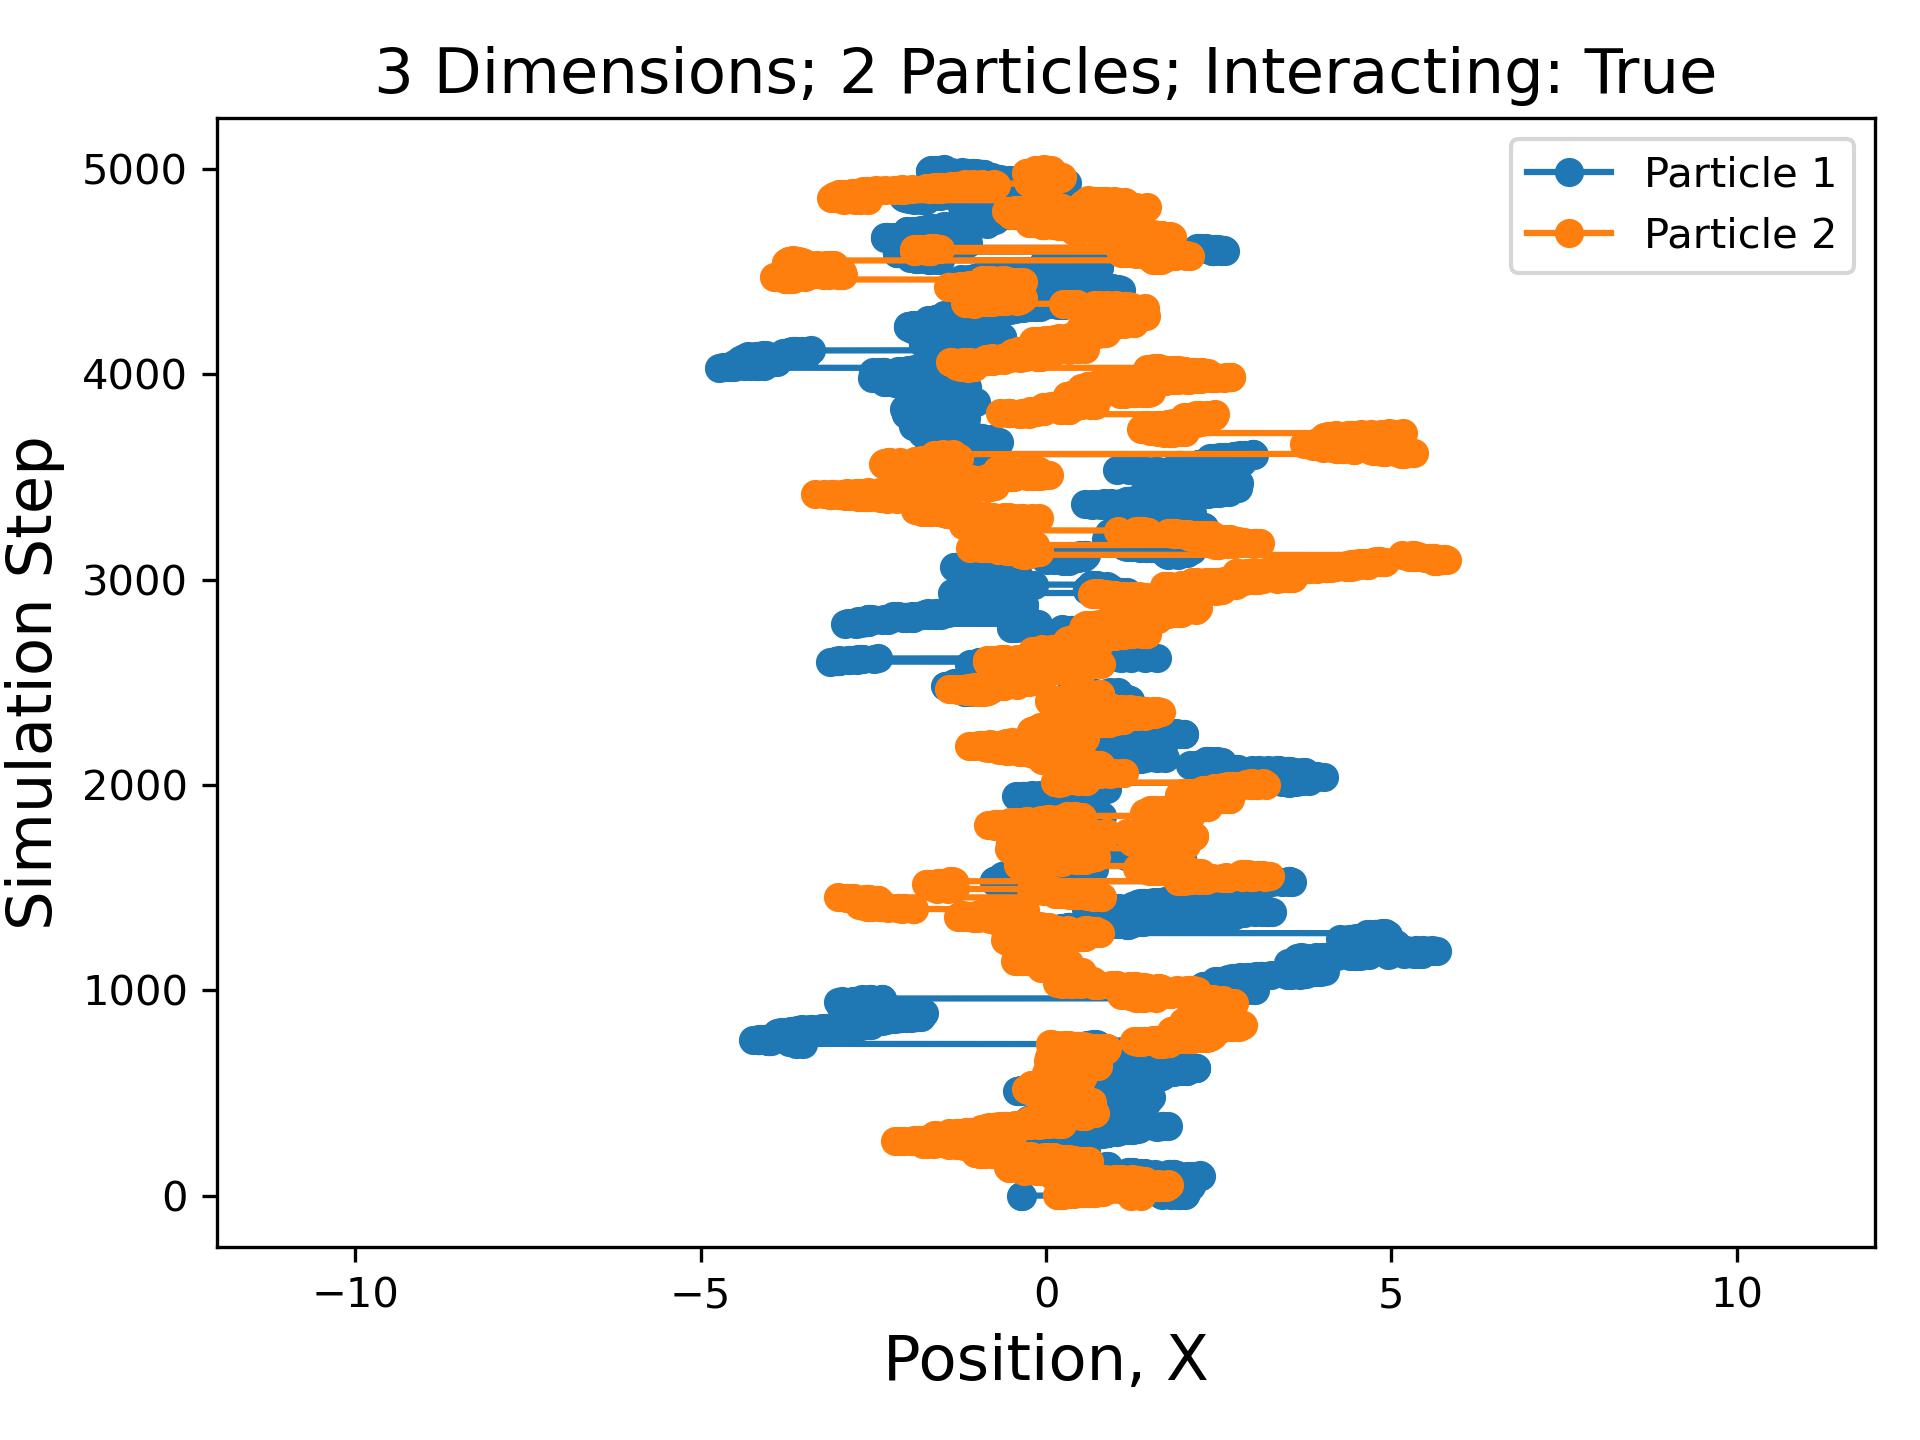 3 Dimensions; 2 Particles; Interacting: True
Particle 1
Particle 2
Simulation Step
5000
4000
3000
2000
1000
0
−10
−5
0
5
10
Position, X